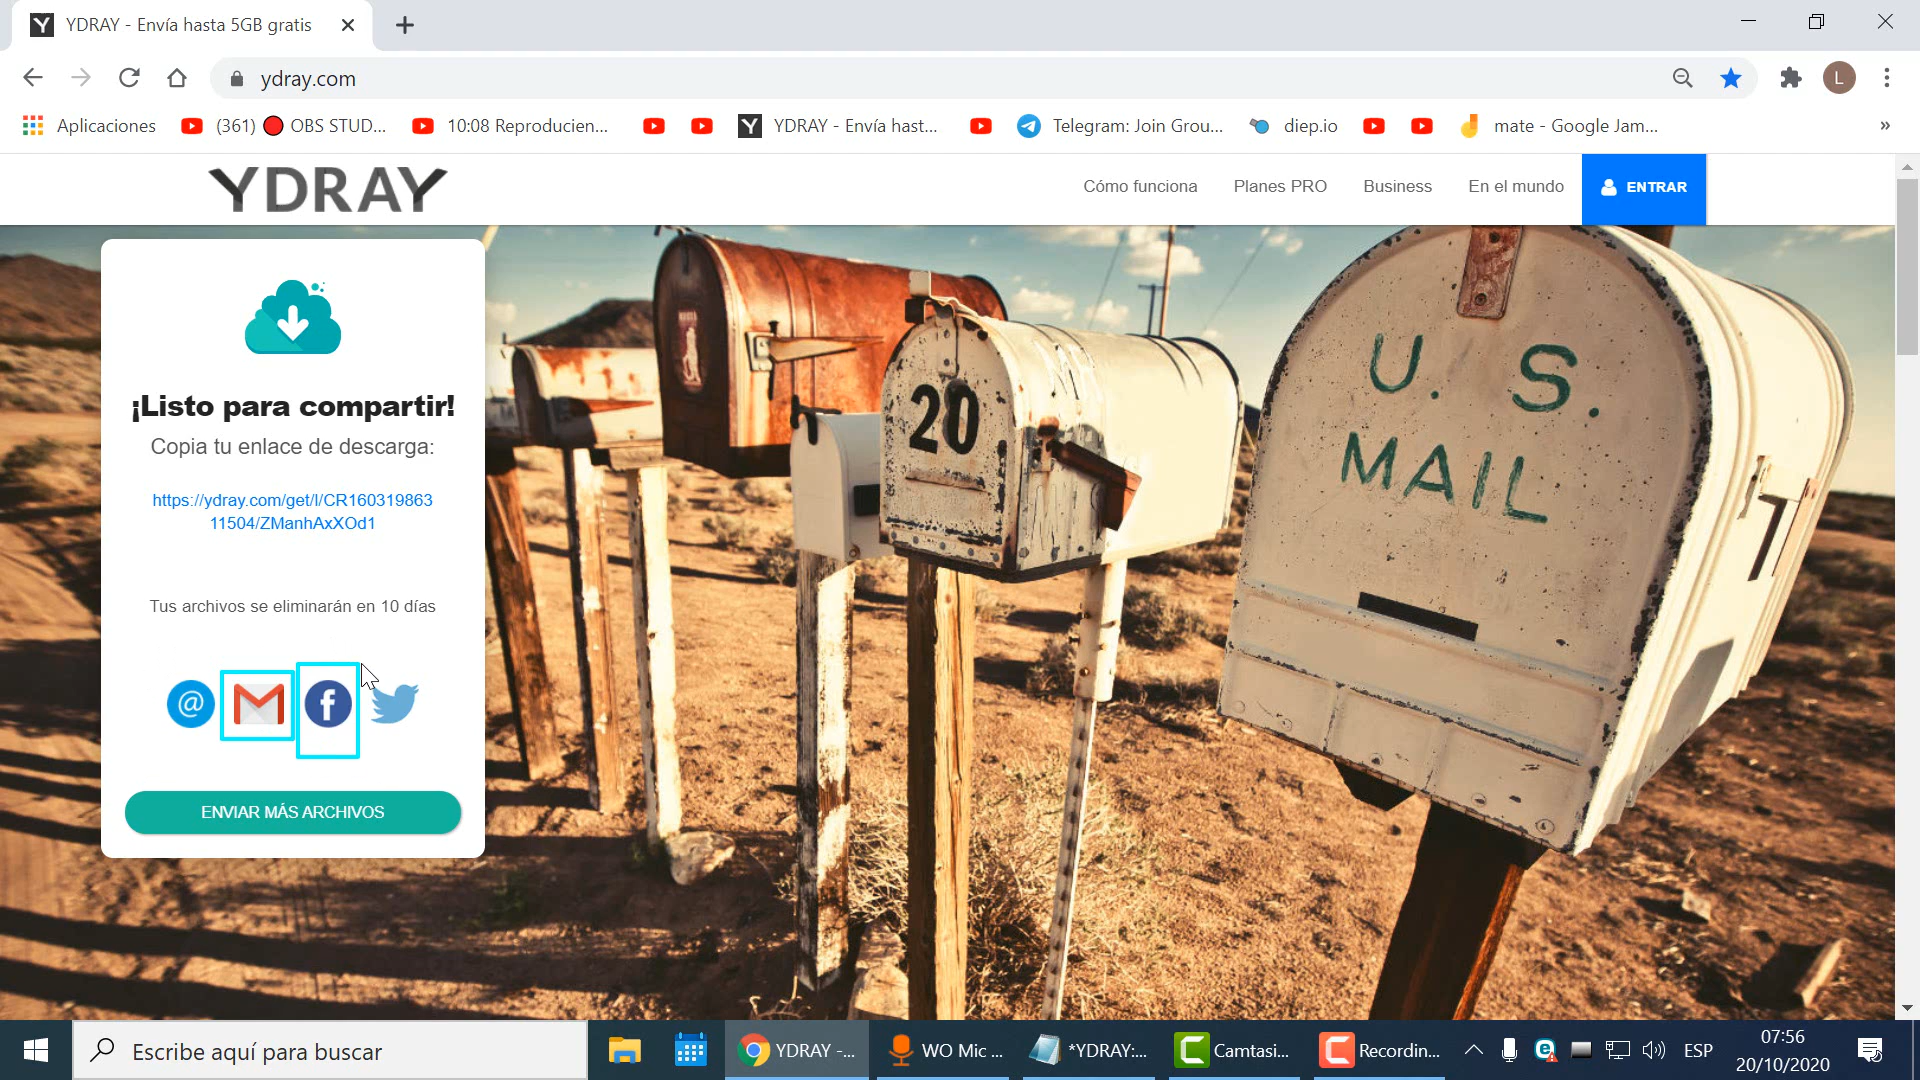 YDRAY - Envía hasta 5GB gratis
ydray.com
L
Aplicaciones
(361) OBS STUD...
10:08 Reproducien...
YDRAY - Envía hast...
Telegram: Join Grou...
diep.io
mate - Google Jam...
»
YDRAY
Cómo funciona
Planes PRO
Business
En el mundo
ENTRAR
¡Listo para compartir!
Copia tu enlace de descarga:
https://ydray.com/get/l/CR160319863
11504/ZManhAxXOd1
Tus archivos se eliminarán en 10 días
ENVIAR MÁS ARCHIVOS
20
U. S.
MAIL
Escribe aquí para buscar
YDRAY -...
WO Mic ...
*YDRAY:...
Camtasi...
Recordin...
ESP
07:56
20/10/2020